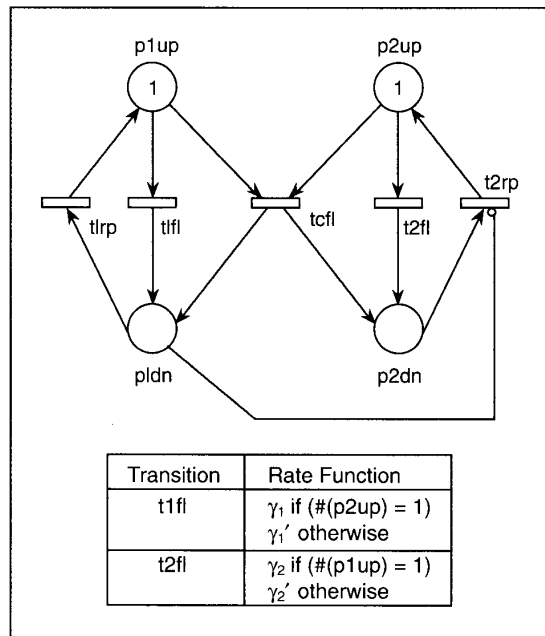 p1up p2up
1 1
t2rp
tlrp tlfl tcfl t2fl
pldn p2dn
Transition Rate Function
t1fl γ₁ if (#(p2up) = 1)
γ₁′ otherwise
t2fl γ₂ if (#(p1up) = 1)
γ₂′ otherwise